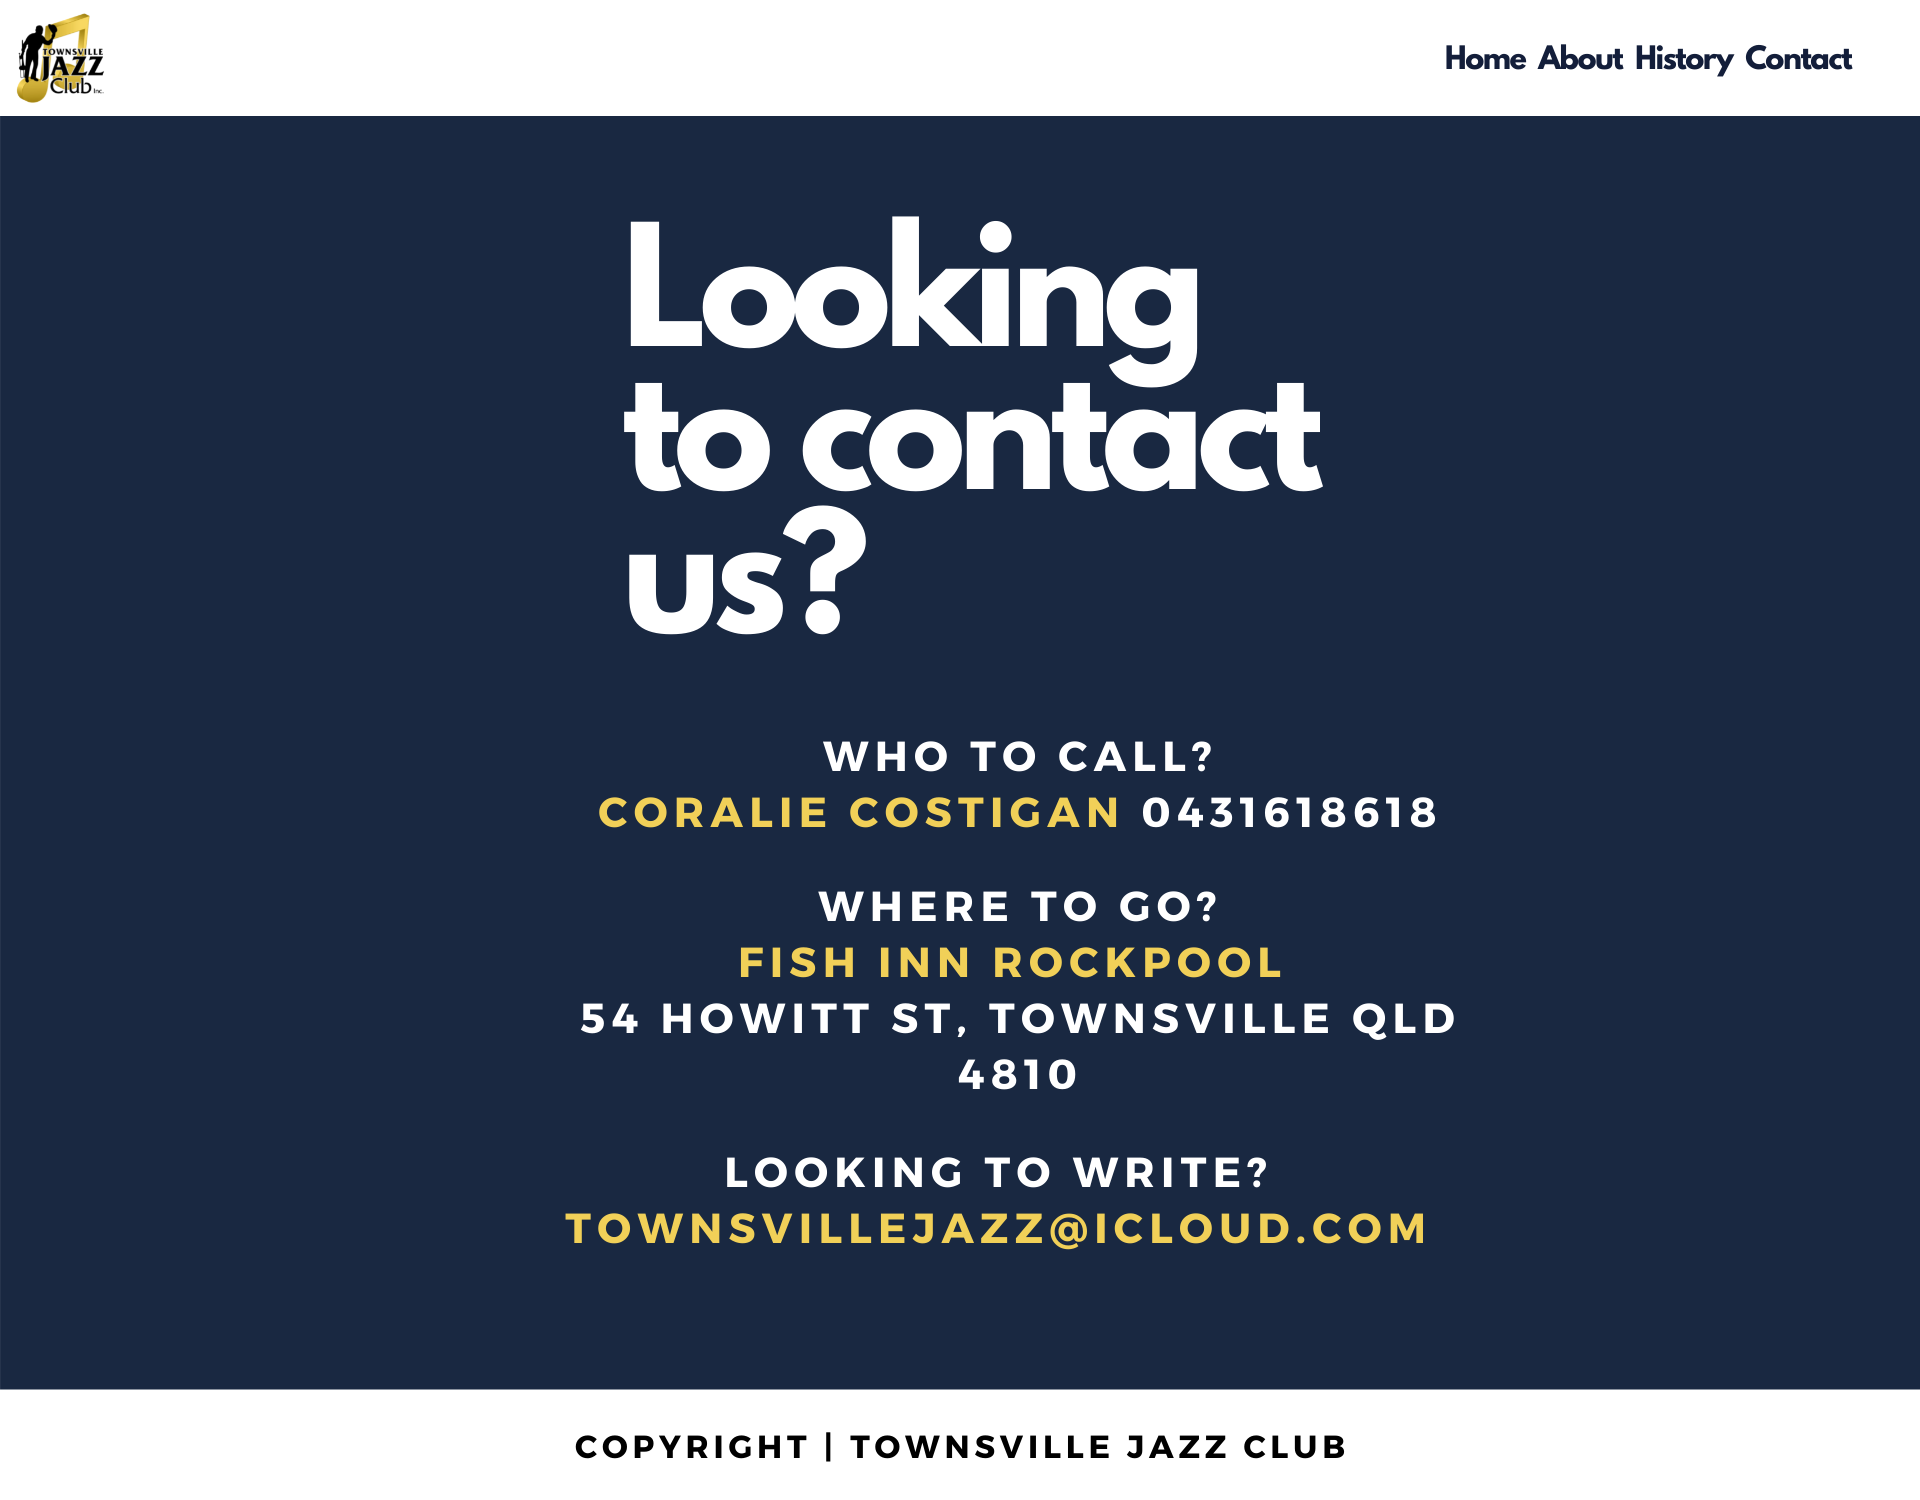 TOWNSVILLE
JAZZ
Club Inc.
Home About History Contact
Looking
to contact
us?
WHO TO CALL?
CORALIE COSTIGAN 0431618618
WHERE TO GO?
FISH INN ROCKPOOL
54 HOWITT ST, TOWNSVILLE QLD
4810
LOOKING TO WRITE?
TOWNSVILLEJAZZ@ICLOUD.COM
COPYRIGHT | TOWNSVILLE JAZZ CLUB